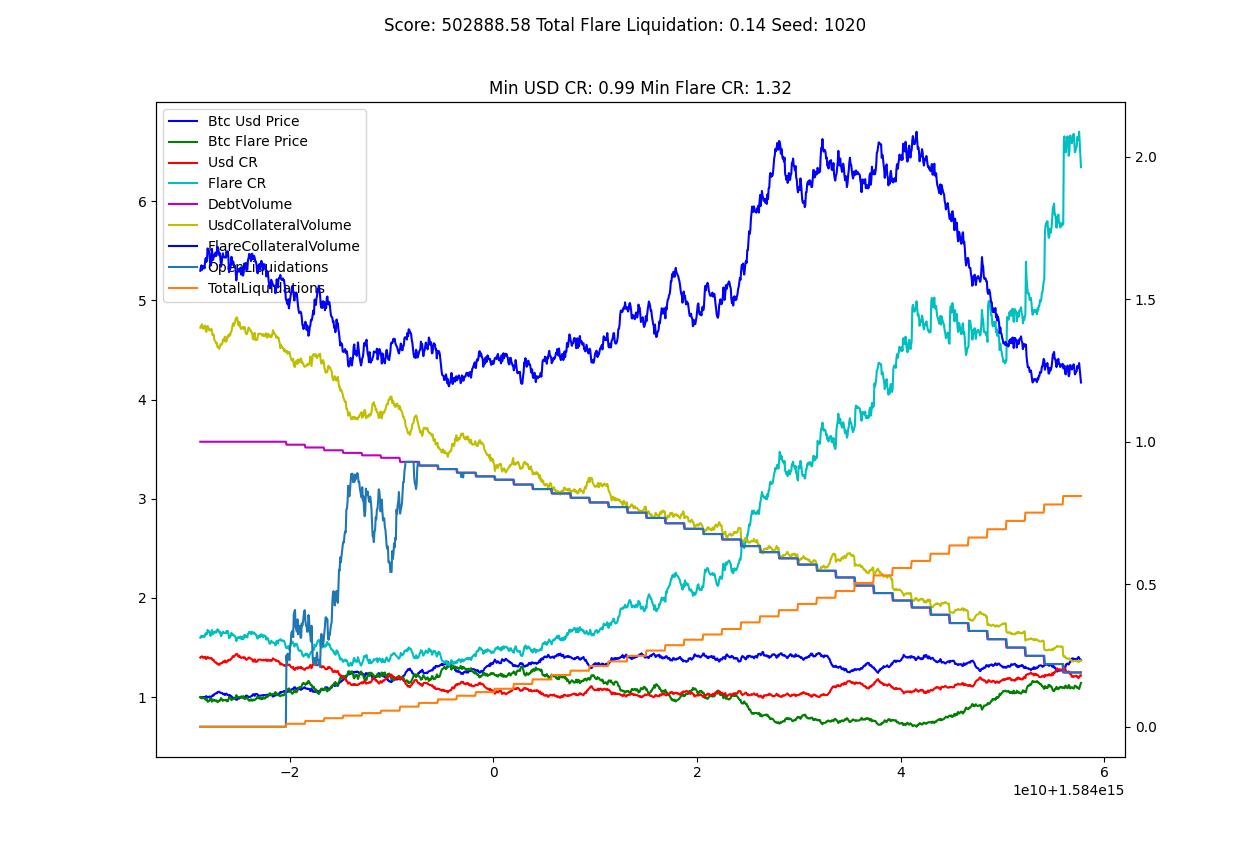 Score: 502888.58 Total Flare Liquidation: 0.14 Seed: 1020
Min USD CR: 0.99 Min Flare CR: 1.32
Btc Usd Price
Btc Flare Price
Usd CR
Flare CR
DebtVolume
UsdCollateralVolume
FlareCollateralVolume
OpenLiquidations
TotalLiquidations
6
5
4
3
2
1
2.0
1.5
1.0
0.5
0.0
−2
0
2
4
6
1e10+1.584e15